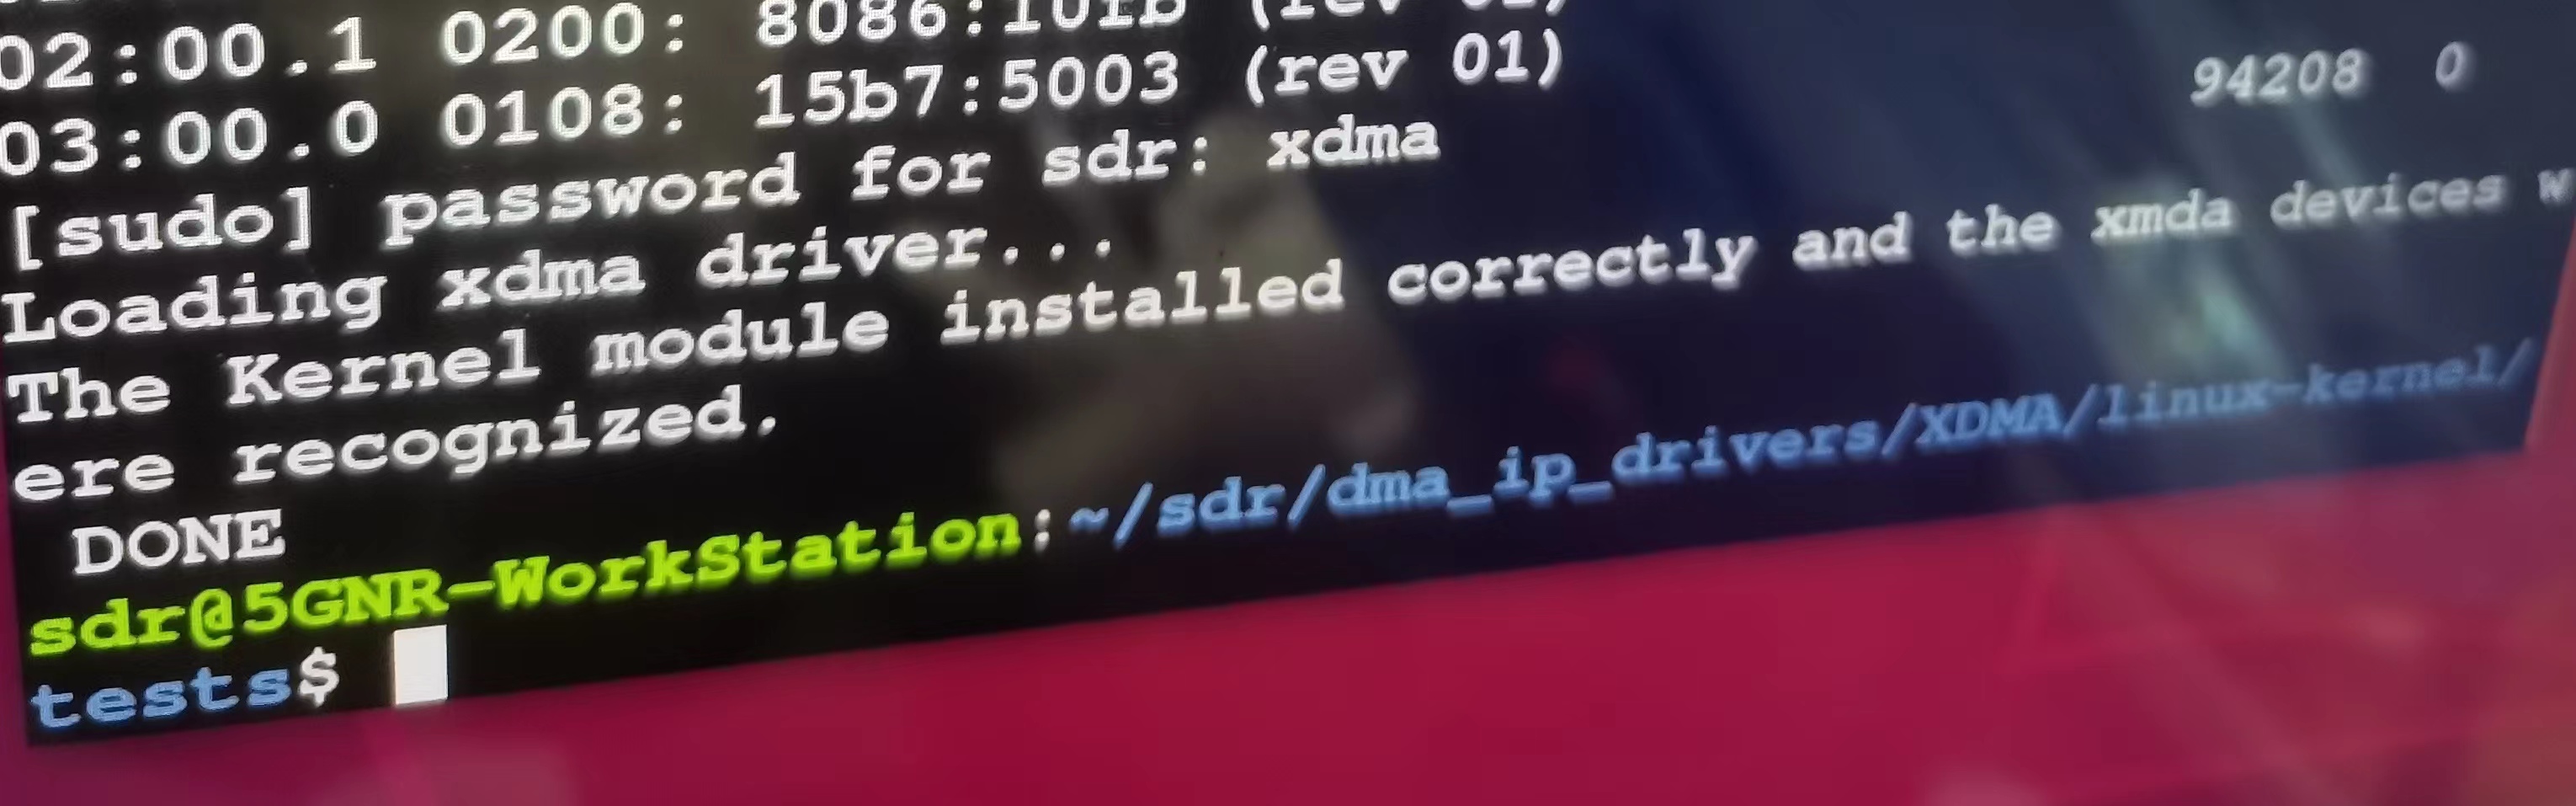 02:00.1 0200: 8086:10fb (rev 01)
03:00.0 0108: 15b7:5003 (rev 01)
[sudo] password for sdr: xdma 94208 0
Loading xdma driver...
The Kernel module installed correctly and the xmda devices w
ere recognized.
DONE
sdr@5GNR-WorkStation:~/sdr/dma_ip_drivers/XDMA/linux-kernel/
tests$